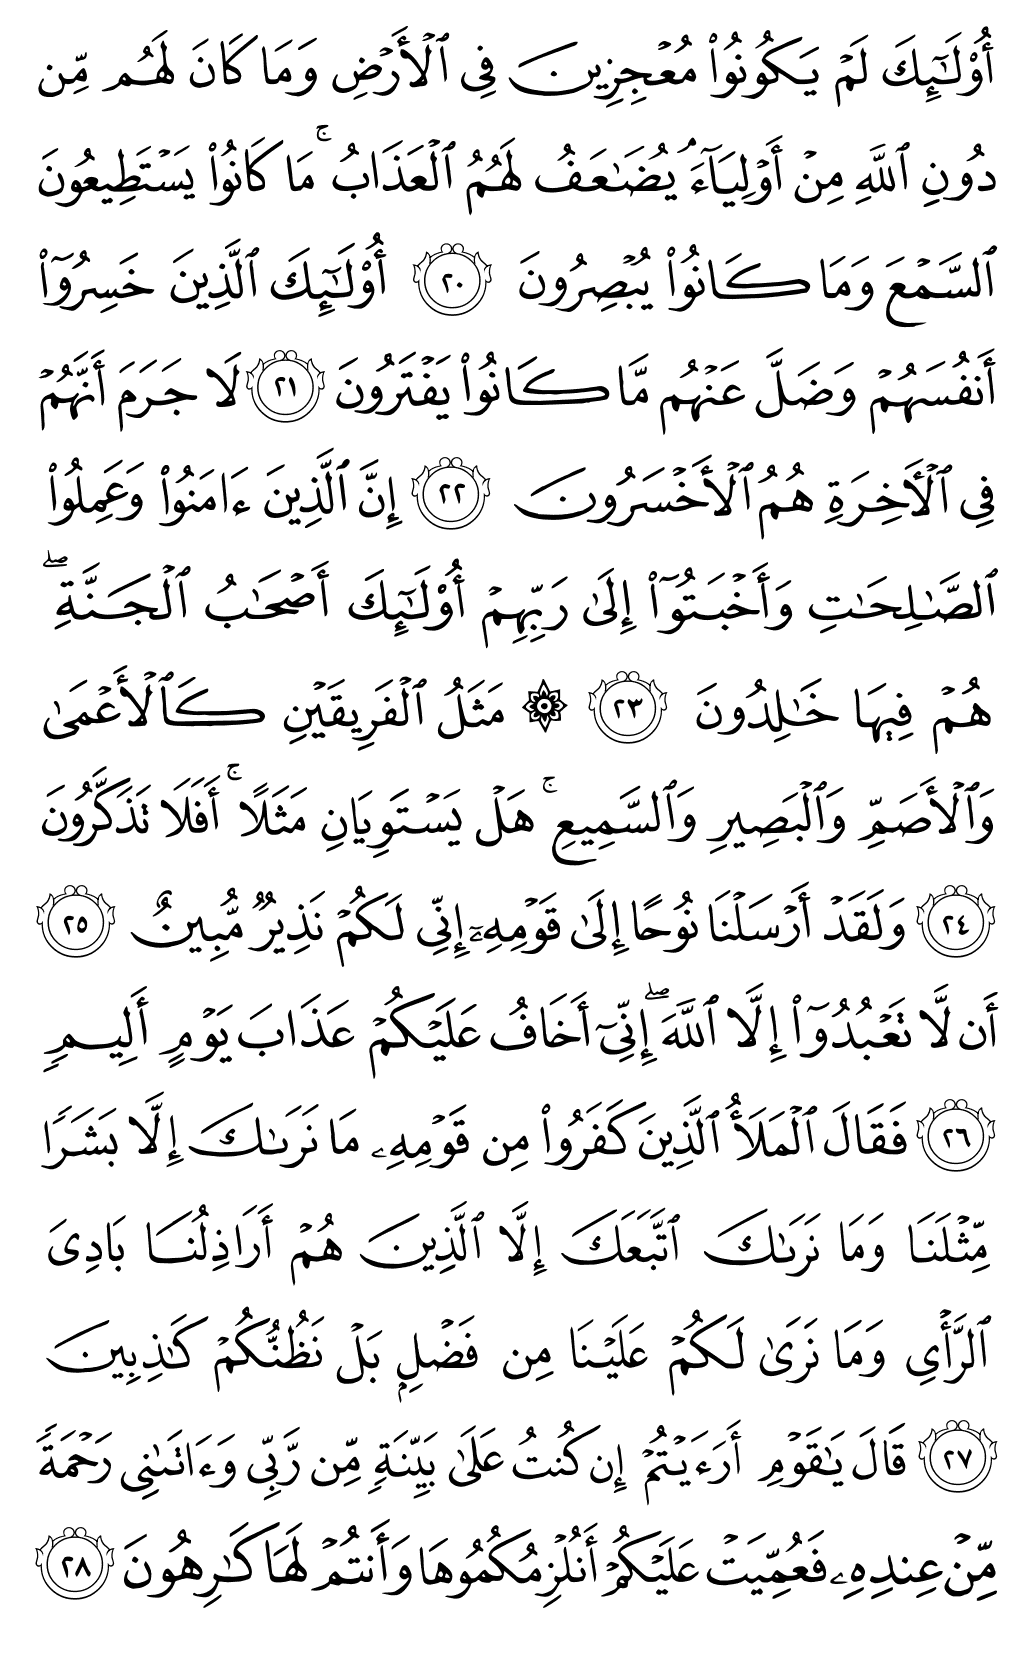 أُوْلَٰٓئِكَ لَمْ يَكُونُوا۟ مُعْجِزِينَ فِى ٱلْأَرْضِ وَمَا كَانَ لَهُم مِّن
دُونِ ٱللَّهِ مِنْ أَوْلِيَآءَ ۘ يُضَٰعَفُ لَهُمُ ٱلْعَذَابُ ۚ مَا كَانُوا۟ يَسْتَطِيعُونَ
ٱلسَّمْعَ وَمَا كَانُوا۟ يُبْصِرُونَ ٢٠ أُوْلَٰٓئِكَ ٱلَّذِينَ خَسِرُوٓا۟
أَنفُسَهُمْ وَضَلَّ عَنْهُم مَّا كَانُوا۟ يَفْتَرُونَ ٢١ لَا جَرَمَ أَنَّهُمْ
فِى ٱلْأَخِرَةِ هُمُ ٱلْأَخْسَرُونَ ٢٢ إِنَّ ٱلَّذِينَ ءَامَنُوا۟ وَعَمِلُوا۟
ٱلصَّٰلِحَٰتِ وَأَخْبَتُوٓا۟ إِلَىٰ رَبِّهِمْ أُوْلَٰٓئِكَ أَصْحَٰبُ ٱلْجَنَّةِ ۖ
هُمْ فِيهَا خَٰلِدُونَ ٢٣ ۞ مَثَلُ ٱلْفَرِيقَيْنِ كَٱلْأَعْمَىٰ
وَٱلْأَصَمِّ وَٱلْبَصِيرِ وَٱلسَّمِيعِ ۚ هَلْ يَسْتَوِيَانِ مَثَلًا ۚ أَفَلَا تَذَكَّرُونَ
٢٤ وَلَقَدْ أَرْسَلْنَا نُوحًا إِلَىٰ قَوْمِهِۦٓ إِنِّى لَكُمْ نَذِيرٌ مُّبِينٌ ٢٥
أَن لَّا تَعْبُدُوٓا۟ إِلَّا ٱللَّهَ ۖ إِنِّىٓ أَخَافُ عَلَيْكُمْ عَذَابَ يَوْمٍ أَلِيمٍ
٢٦ فَقَالَ ٱلْمَلَأُ ٱلَّذِينَ كَفَرُوا۟ مِن قَوْمِهِۦ مَا نَرَىٰكَ إِلَّا بَشَرًا
مِّثْلَنَا وَمَا نَرَىٰكَ ٱتَّبَعَكَ إِلَّا ٱلَّذِينَ هُمْ أَرَاذِلُنَا بَادِىَ
ٱلرَّأْىِ وَمَا نَرَىٰ لَكُمْ عَلَيْنَا مِن فَضْلٍۭ بَلْ نَظُنُّكُمْ كَٰذِبِينَ
٢٧ قَالَ يَٰقَوْمِ أَرَءَيْتُمْ إِن كُنتُ عَلَىٰ بَيِّنَةٍ مِّن رَّبِّى وَءَاتَىٰنِى رَحْمَةً
مِّنْ عِندِهِۦ فَعُمِّيَتْ عَلَيْكُمْ أَنُلْزِمُكُمُوهَا وَأَنتُمْ لَهَا كَٰرِهُونَ ٢٨